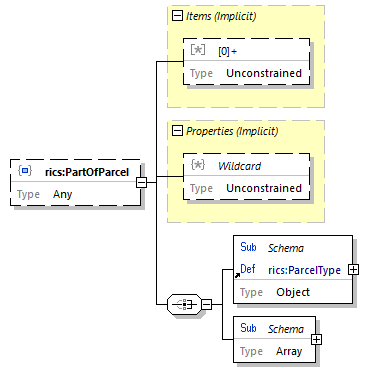 Items (Implicit)
[*] [0]+
Type Unconstrained
Properties (Implicit)
{*} Wildcard
Type Unconstrained
{ } rics:PartOfParcel
Type Any
Sub Schema
Def rics:ParcelType
Type Object
Sub Schema
Type Array